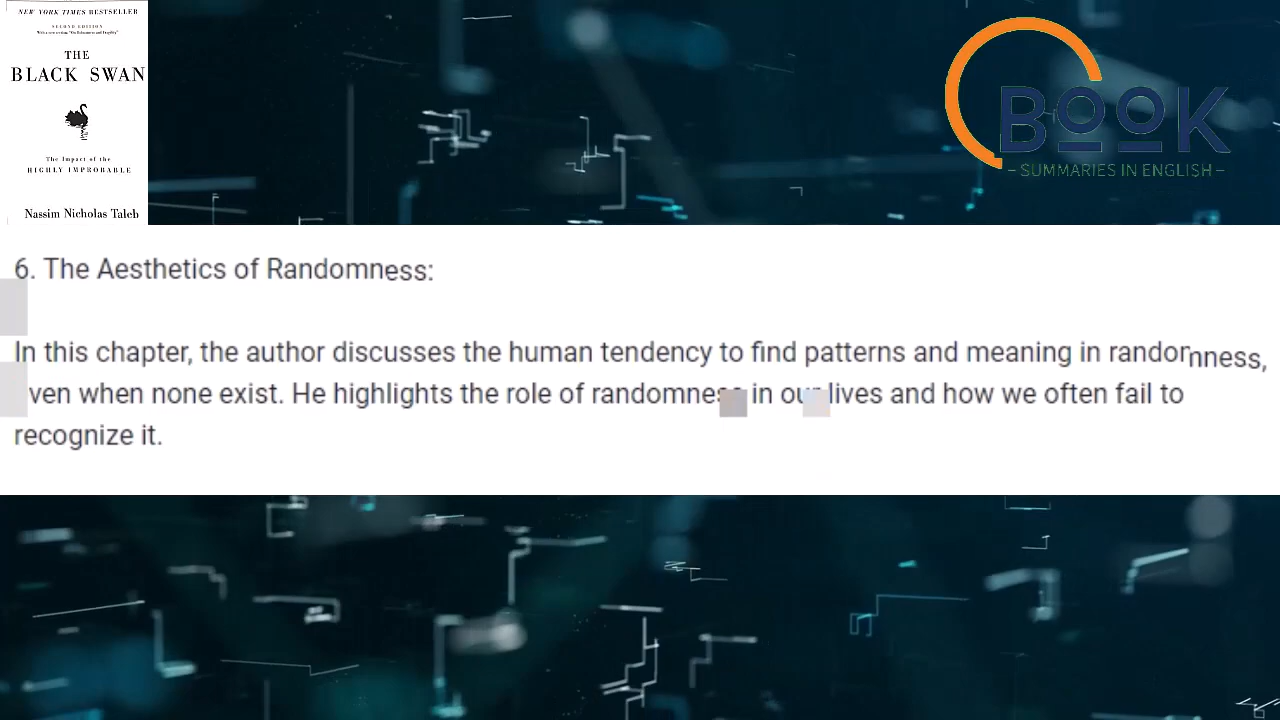 NEW YORK TIMES BESTSELLER
SECOND EDITION
THE
BLACK SWAN
The Impact of the
HIGHLY IMPROBABLE
Nassim Nicholas Taleb
BOOK
– SUMMARIES IN ENGLISH –
6. The Aesthetics of Randomness:
In this chapter, the author discusses the human tendency to find patterns and meaning in randomness,
ven when none exist. He highlights the role of randomness in our lives and how we often fail to
recognize it.